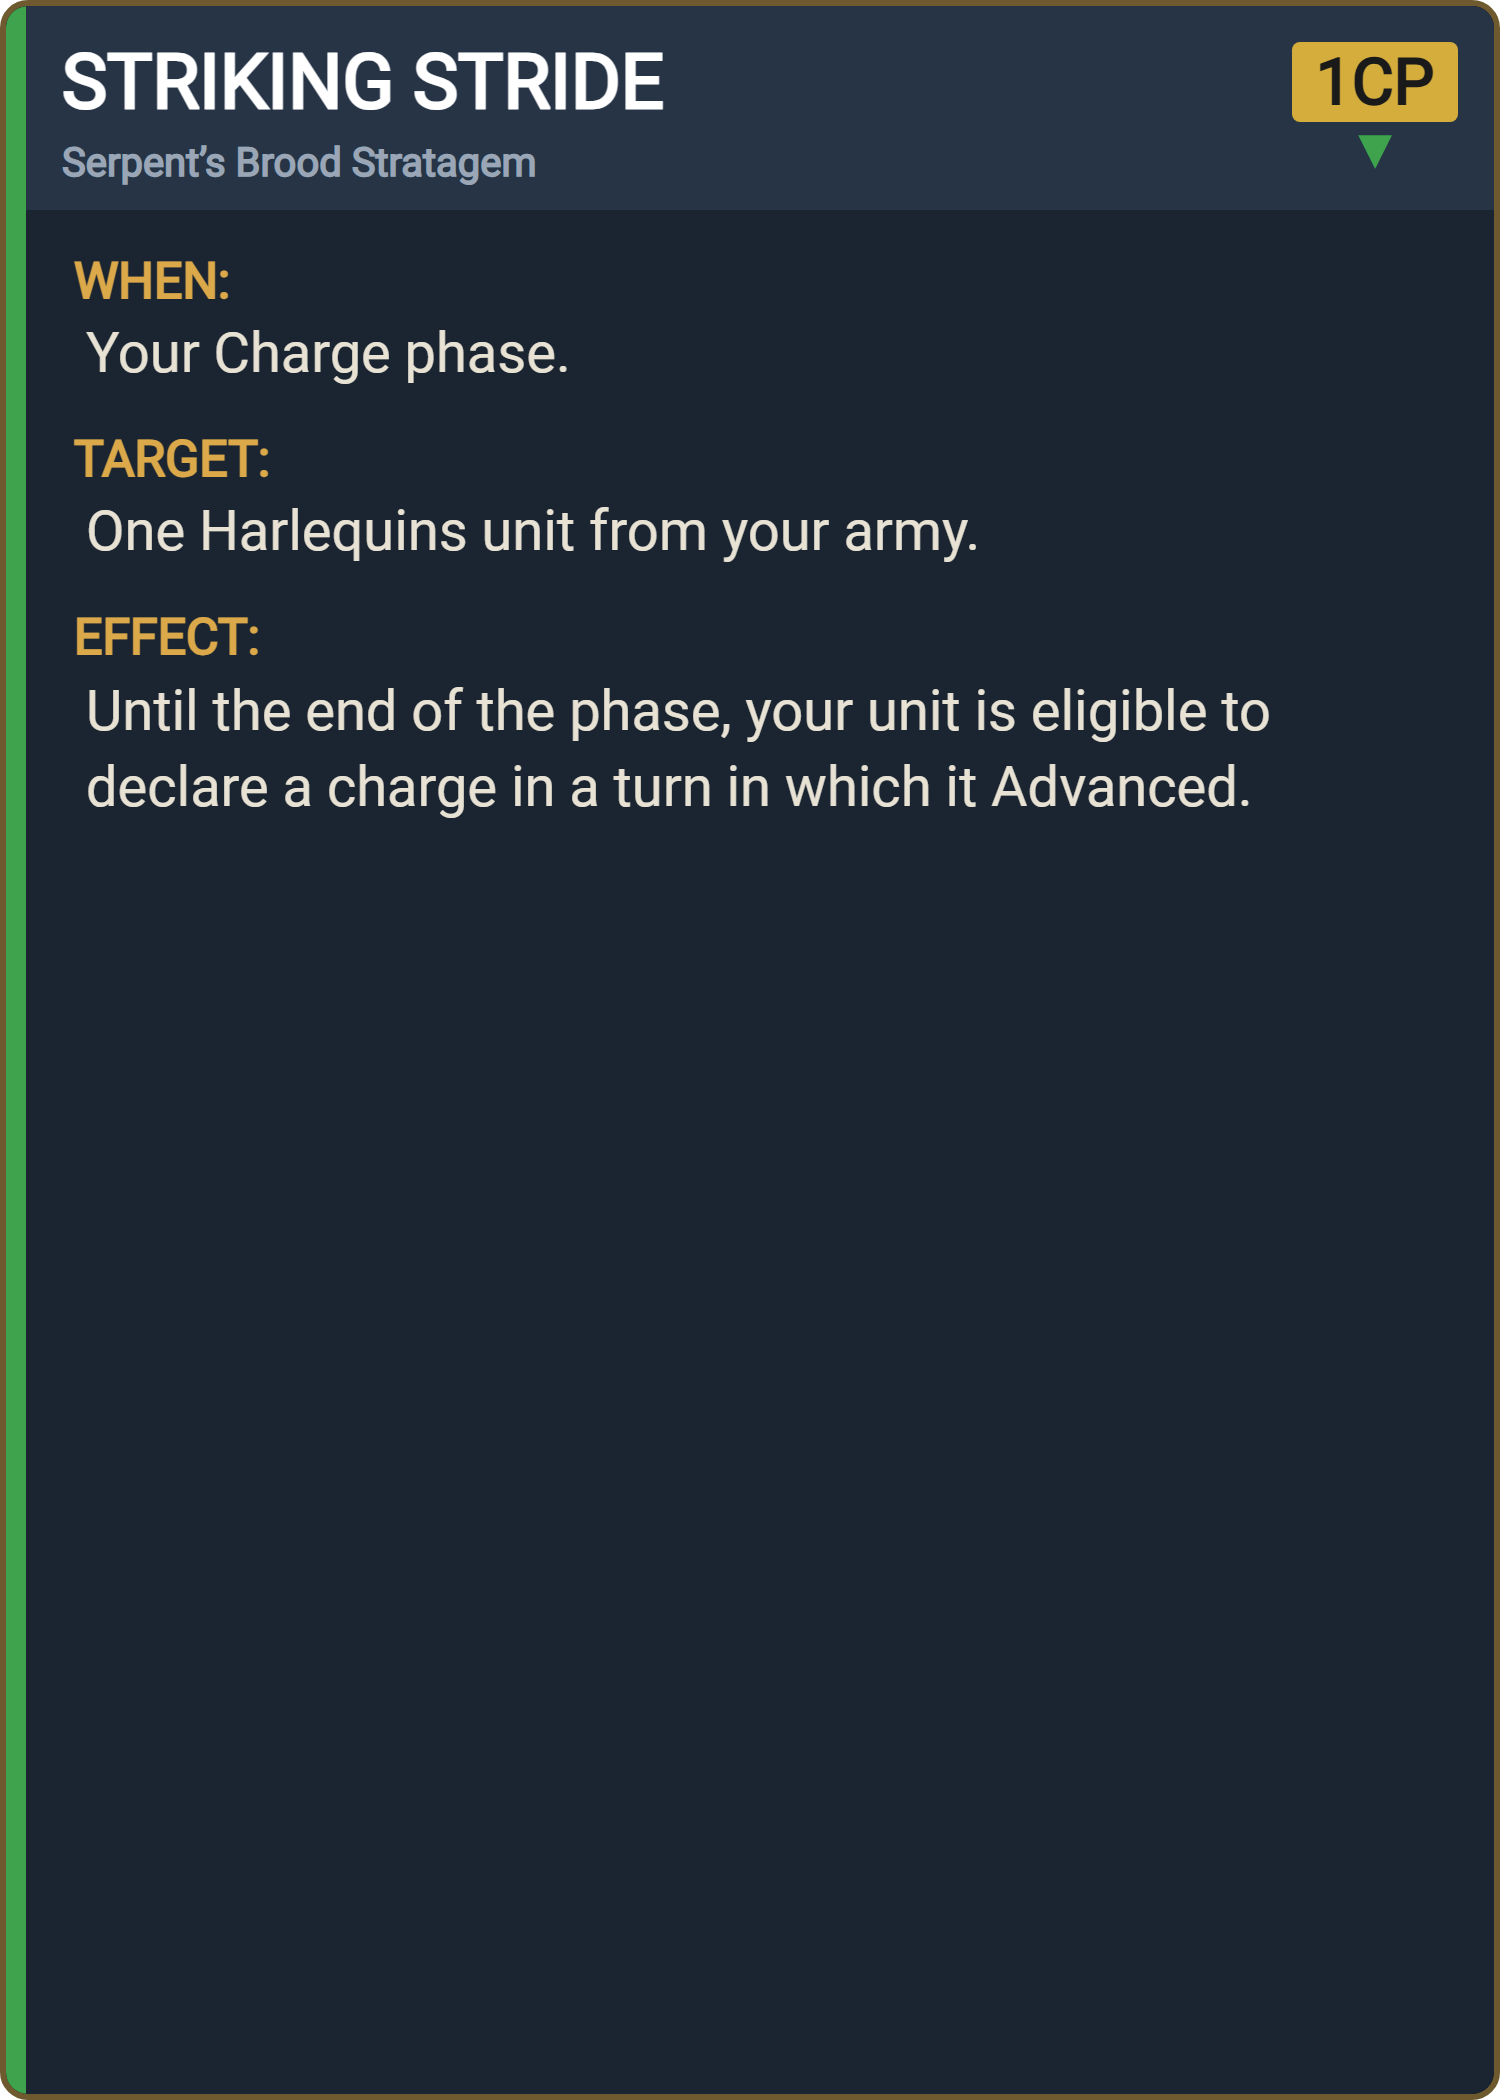 STRIKING STRIDE
1CP
Serpent’s Brood Stratagem
WHEN:
Your Charge phase.
TARGET:
One Harlequins unit from your army.
EFFECT:
Until the end of the phase, your unit is eligible to
declare a charge in a turn in which it Advanced.